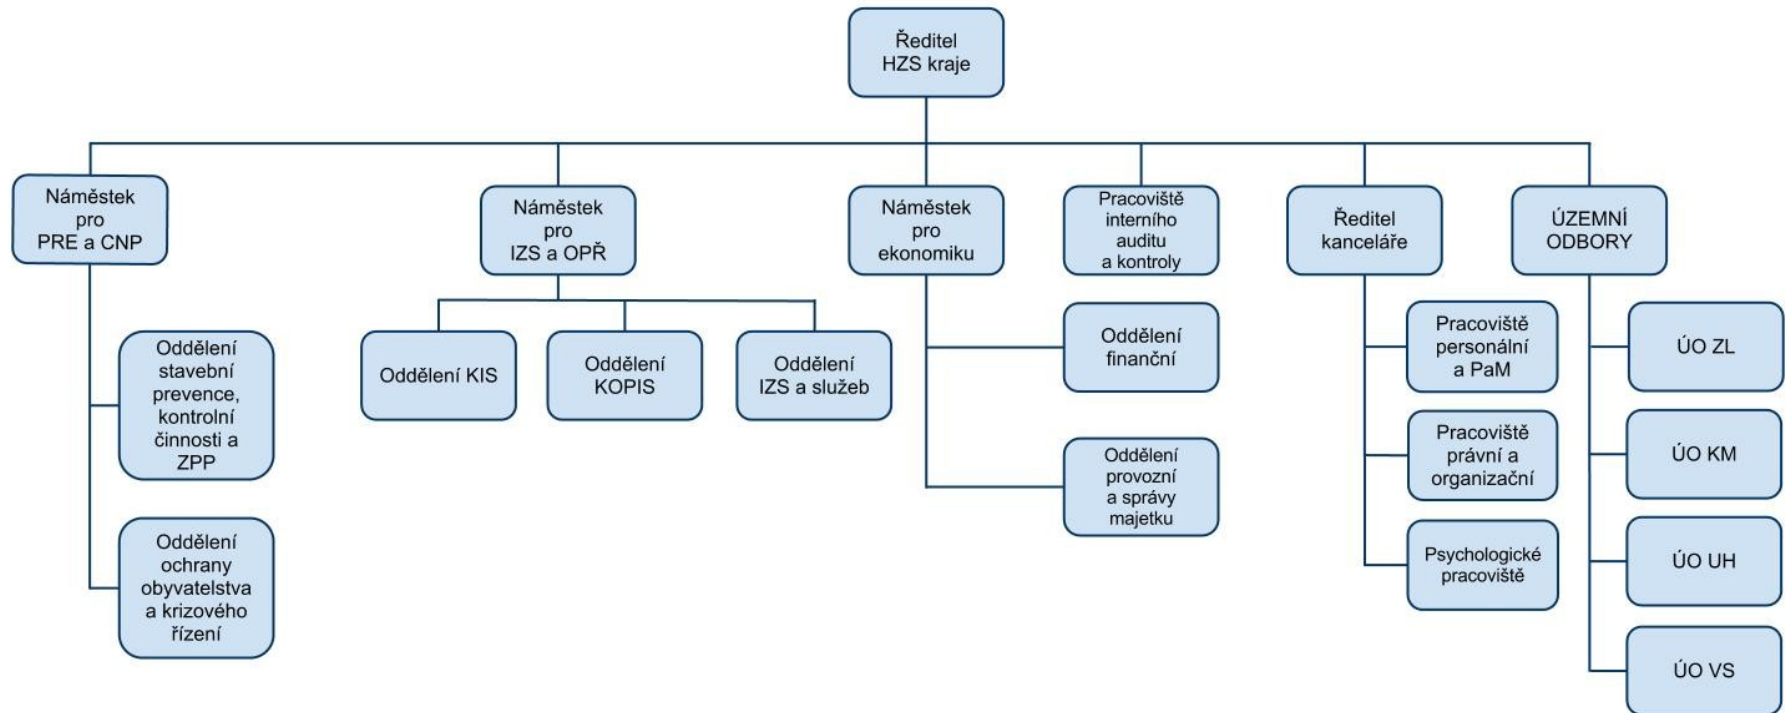 Ředitel
HZS kraje
Náměstek
pro
PRE a CNP
Náměstek
pro
IZS a OPŘ
Náměstek
pro
ekonomiku
Pracoviště
interního
auditu
a kontroly
Ředitel
kanceláře
ÚZEMNÍ
ODBORY
Oddělení
stavební
prevence,
kontrolní
činnosti a
ZPP
Oddělení
ochrany
obyvatelstva
a krizového
řízení
Oddělení KIS
Oddělení
KOPIS
Oddělení
IZS a služeb
Oddělení
finanční
Oddělení
provozní
a správy
majetku
Pracoviště
personální
a PaM
Pracoviště
právní a
organizační
Psychologické
pracoviště
ÚO ZL
ÚO KM
ÚO UH
ÚO VS